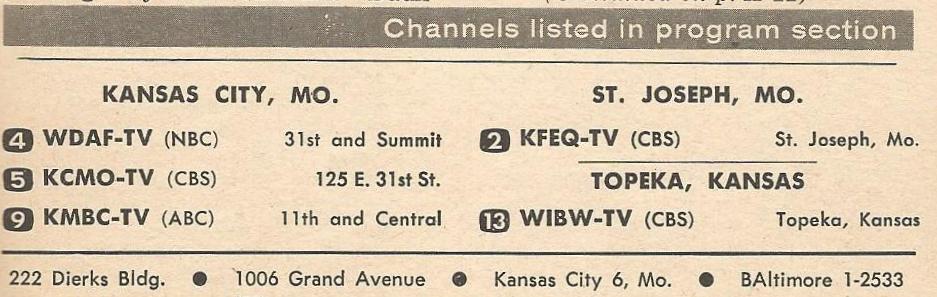 Channels listed in program section
KANSAS CITY, MO.
4 WDAF-TV (NBC) 31st and Summit
5 KCMO-TV (CBS) 125 E. 31st St.
9 KMBC-TV (ABC) 11th and Central
ST. JOSEPH, MO.
2 KFEQ-TV (CBS) St. Joseph, Mo.
TOPEKA, KANSAS
13 WIBW-TV (CBS) Topeka, Kansas
222 Dierks Bldg. ● 1006 Grand Avenue ● Kansas City 6, Mo. ● BAltimore 1-2533